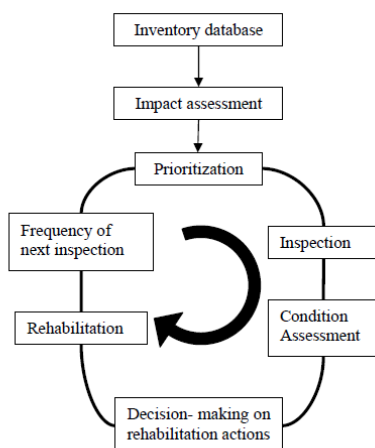 Inventory database
Impact assessment
Prioritization
Frequency of
next inspection
Inspection
Rehabilitation
Condition
Assessment
Decision- making on
rehabilitation actions